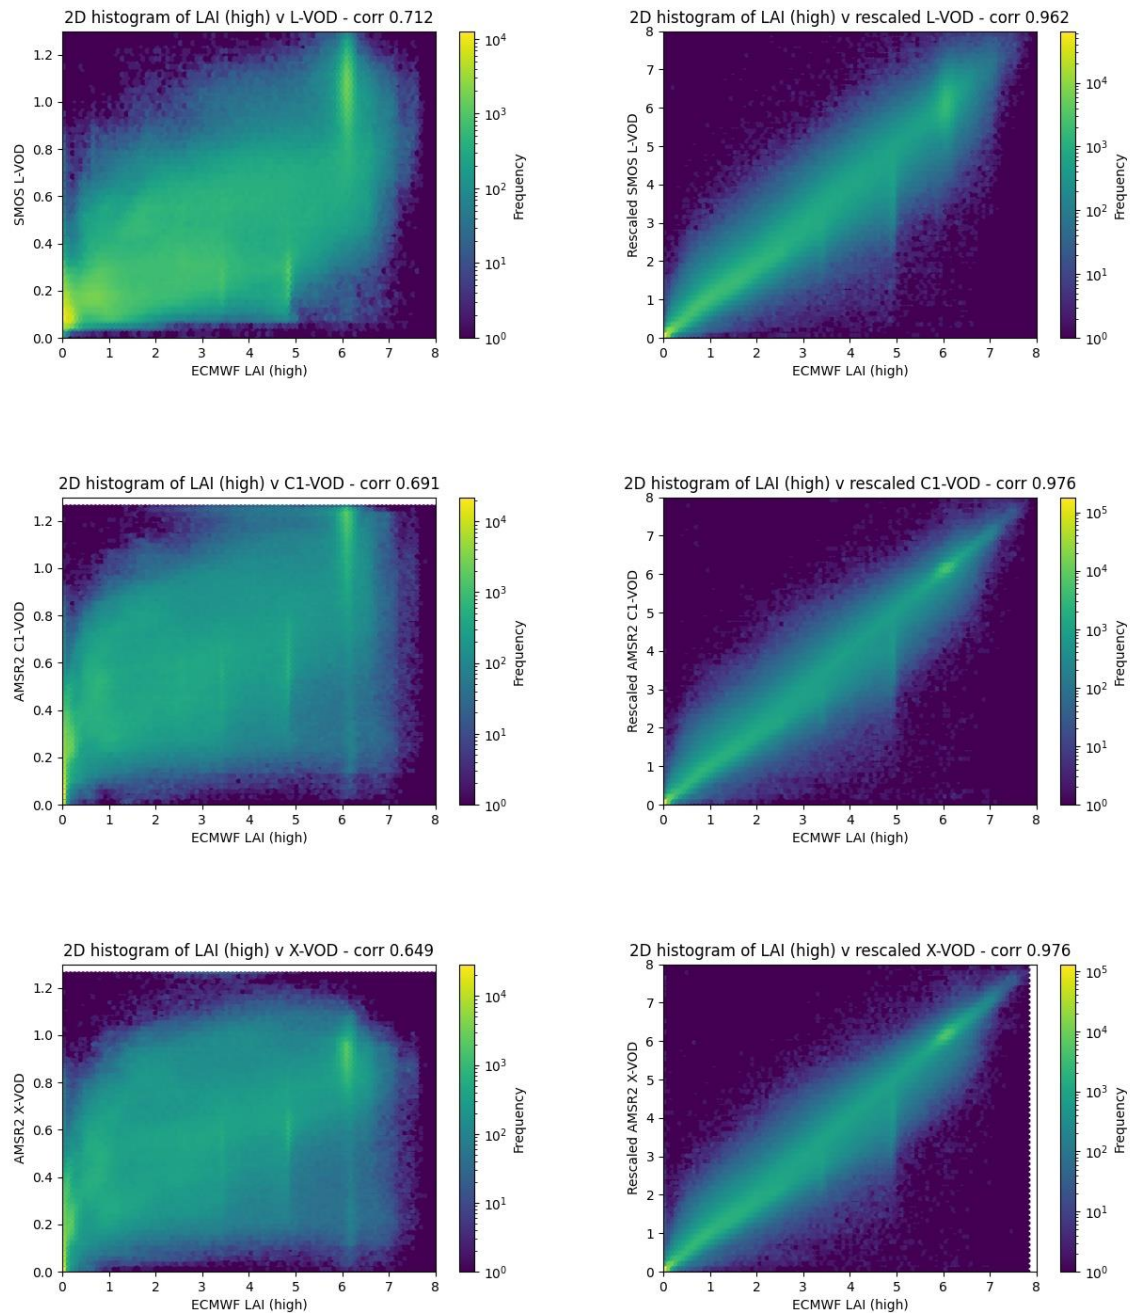 2D histogram of LAI (high) v L-VOD - corr 0.712
SMOS L-VOD
1.2
1.0
0.8
0.6
0.4
0.2
0.0
0 1 2 3 4 5 6 7 8
ECMWF LAI (high)
10^4
10^3
10^2
10^1
10^0
Frequency
2D histogram of LAI (high) v rescaled L-VOD - corr 0.962
Rescaled SMOS L-VOD
8
7
6
5
4
3
2
1
0
0 1 2 3 4 5 6 7 8
ECMWF LAI (high)
10^4
10^3
10^2
10^1
10^0
Frequency
2D histogram of LAI (high) v C1-VOD - corr 0.691
AMSR2 C1-VOD
1.2
1.0
0.8
0.6
0.4
0.2
0.0
0 1 2 3 4 5 6 7 8
ECMWF LAI (high)
10^4
10^3
10^2
10^1
10^0
Frequency
2D histogram of LAI (high) v rescaled C1-VOD - corr 0.976
Rescaled AMSR2 C1-VOD
8
7
6
5
4
3
2
1
0
0 1 2 3 4 5 6 7 8
ECMWF LAI (high)
10^5
10^4
10^3
10^2
10^1
10^0
Frequency
2D histogram of LAI (high) v X-VOD - corr 0.649
AMSR2 X-VOD
1.2
1.0
0.8
0.6
0.4
0.2
0.0
0 1 2 3 4 5 6 7 8
ECMWF LAI (high)
10^4
10^3
10^2
10^1
10^0
Frequency
2D histogram of LAI (high) v rescaled X-VOD - corr 0.976
Rescaled AMSR2 X-VOD
8
7
6
5
4
3
2
1
0
0 1 2 3 4 5 6 7 8
ECMWF LAI (high)
10^5
10^4
10^3
10^2
10^1
10^0
Frequency